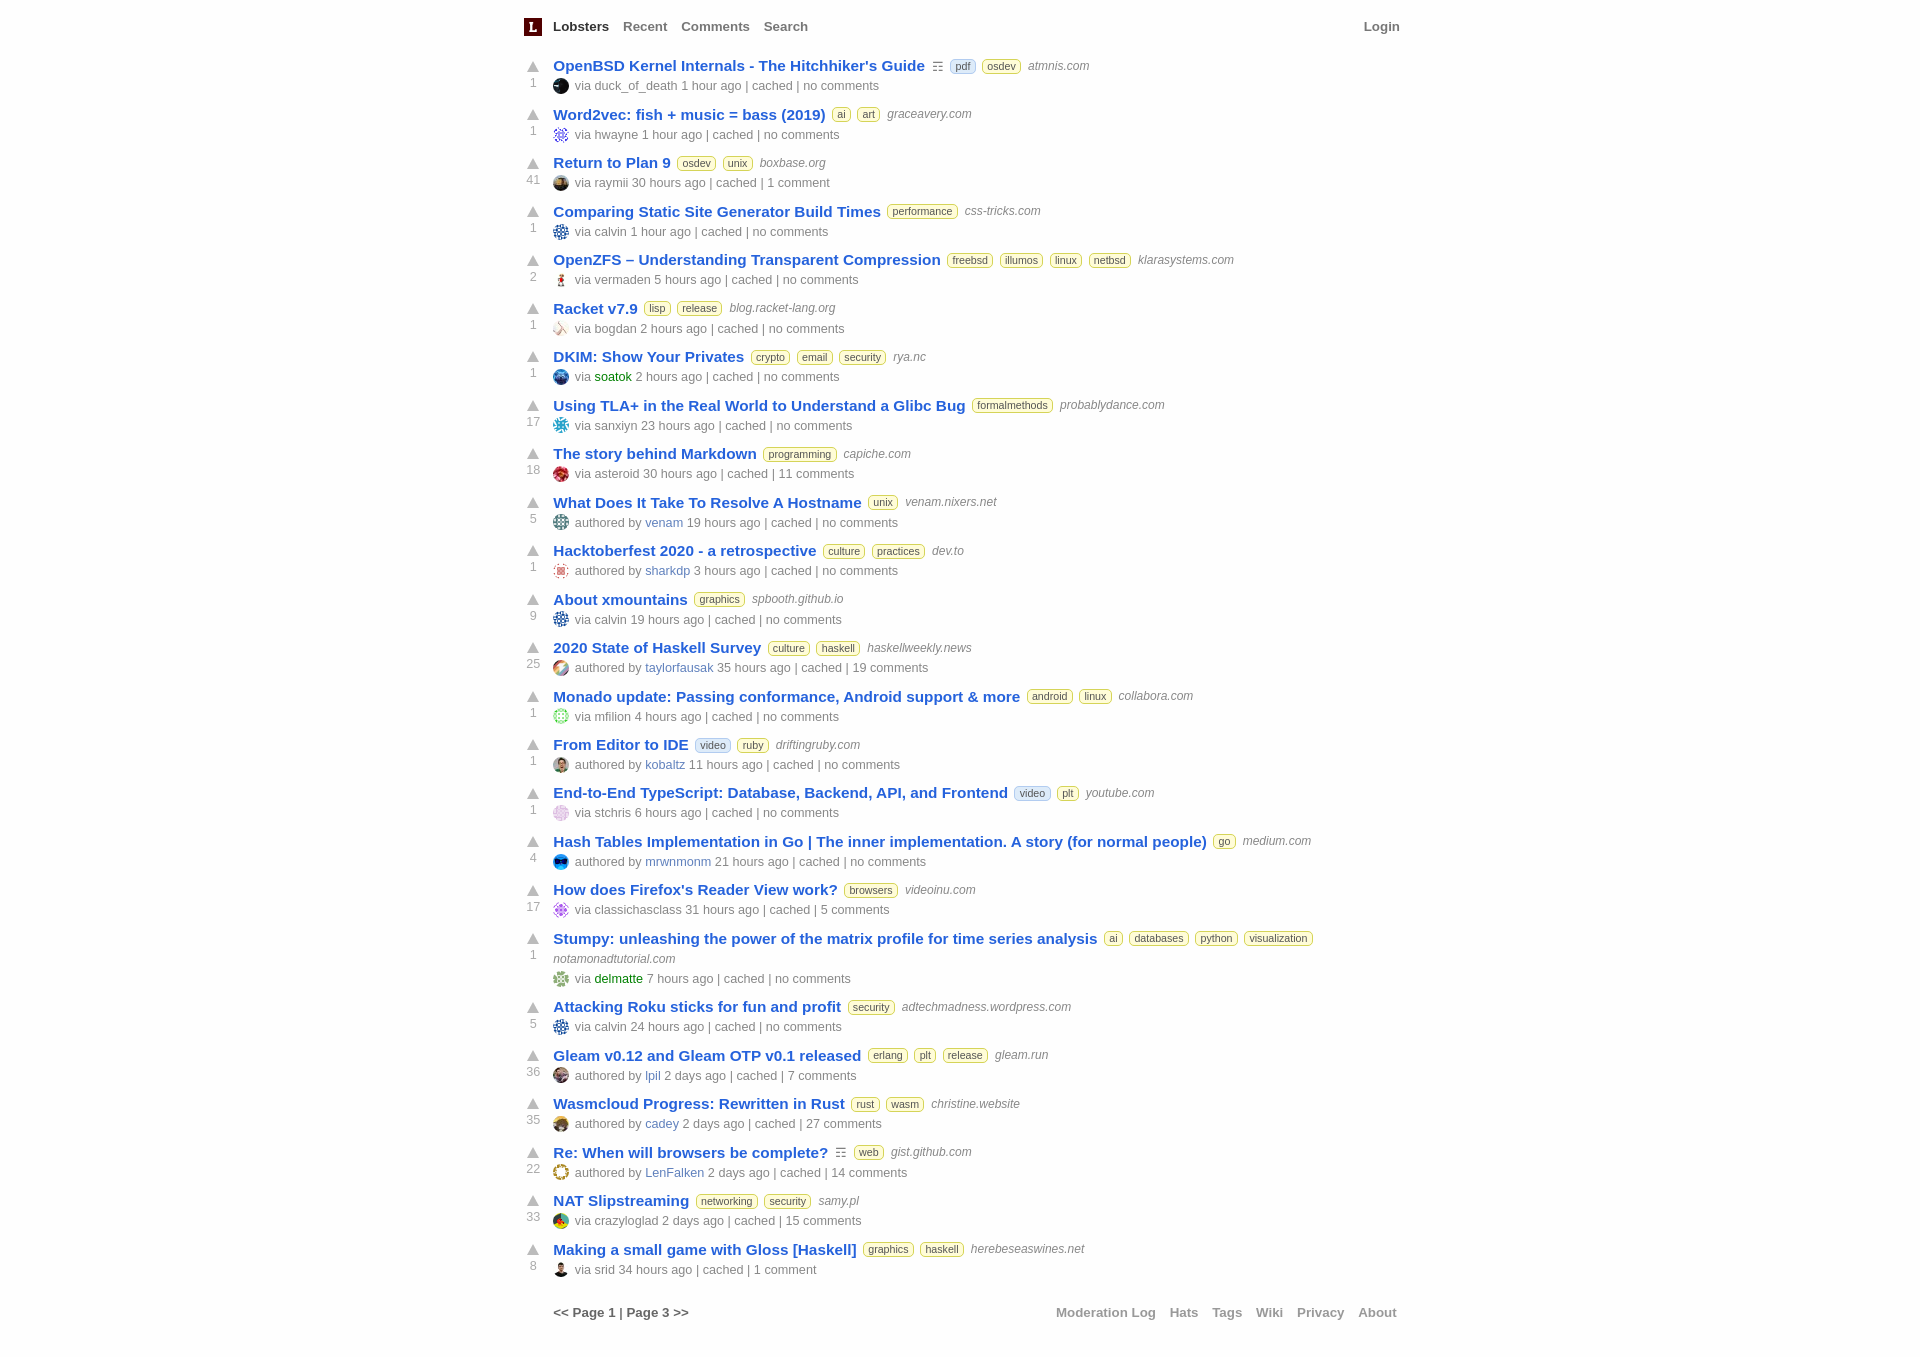 L Lobsters Recent Comments Search Login
OpenBSD Kernel Internals - The Hitchhiker's Guide ☶ pdf osdev atmnis.com
1 via duck_of_death 1 hour ago | cached | no comments
Word2vec: fish + music = bass (2019) ai art graceavery.com
1 via hwayne 1 hour ago | cached | no comments
Return to Plan 9 osdev unix boxbase.org
41 via raymii 30 hours ago | cached | 1 comment
Comparing Static Site Generator Build Times performance css-tricks.com
1 via calvin 1 hour ago | cached | no comments
OpenZFS – Understanding Transparent Compression freebsd illumos linux netbsd klarasystems.com
2 via vermaden 5 hours ago | cached | no comments
Racket v7.9 lisp release blog.racket-lang.org
1 via bogdan 2 hours ago | cached | no comments
DKIM: Show Your Privates crypto email security rya.nc
1 via soatok 2 hours ago | cached | no comments
Using TLA+ in the Real World to Understand a Glibc Bug formalmethods probablydance.com
17 via sanxiyn 23 hours ago | cached | no comments
The story behind Markdown programming capiche.com
18 via asteroid 30 hours ago | cached | 11 comments
What Does It Take To Resolve A Hostname unix venam.nixers.net
5 authored by venam 19 hours ago | cached | no comments
Hacktoberfest 2020 - a retrospective culture practices dev.to
1 authored by sharkdp 3 hours ago | cached | no comments
About xmountains graphics spbooth.github.io
9 via calvin 19 hours ago | cached | no comments
2020 State of Haskell Survey culture haskell haskellweekly.news
25 authored by taylorfausak 35 hours ago | cached | 19 comments
Monado update: Passing conformance, Android support & more android linux collabora.com
1 via mfilion 4 hours ago | cached | no comments
From Editor to IDE video ruby driftingruby.com
1 authored by kobaltz 11 hours ago | cached | no comments
End-to-End TypeScript: Database, Backend, API, and Frontend video plt youtube.com
1 via stchris 6 hours ago | cached | no comments
Hash Tables Implementation in Go | The inner implementation. A story (for normal people) go medium.com
4 authored by mrwnmonm 21 hours ago | cached | no comments
How does Firefox's Reader View work? browsers videoinu.com
17 via classichasclass 31 hours ago | cached | 5 comments
Stumpy: unleashing the power of the matrix profile for time series analysis ai databases python visualization
1 notamonadtutorial.com
via delmatte 7 hours ago | cached | no comments
Attacking Roku sticks for fun and profit security adtechmadness.wordpress.com
5 via calvin 24 hours ago | cached | no comments
Gleam v0.12 and Gleam OTP v0.1 released erlang plt release gleam.run
36 authored by lpil 2 days ago | cached | 7 comments
Wasmcloud Progress: Rewritten in Rust rust wasm christine.website
35 authored by cadey 2 days ago | cached | 27 comments
Re: When will browsers be complete? ☶ web gist.github.com
22 authored by LenFalken 2 days ago | cached | 14 comments
NAT Slipstreaming networking security samy.pl
33 via crazyloglad 2 days ago | cached | 15 comments
Making a small game with Gloss [Haskell] graphics haskell herebeseaswines.net
8 via srid 34 hours ago | cached | 1 comment
<< Page 1 | Page 3 >> Moderation Log Hats Tags Wiki Privacy About